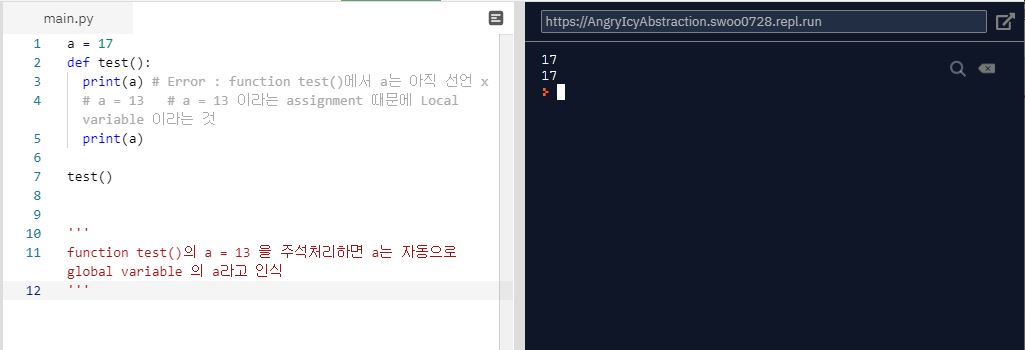 main.py
1 a = 17
2 def test():
3 print(a) # Error : function test()에서 a는 아직 선언 x
4 # a = 13 # a = 13 이라는 assignment 때문에 Local
variable 이라는 것
5 print(a)
6
7 test()
8
9
10 '''
11 function test()의 a = 13 을 주석처리하면 a는 자동으로
global variable 의 a라고 인식
12 '''
https://AngryIcyAbstraction.swoo0728.repl.run
17
17